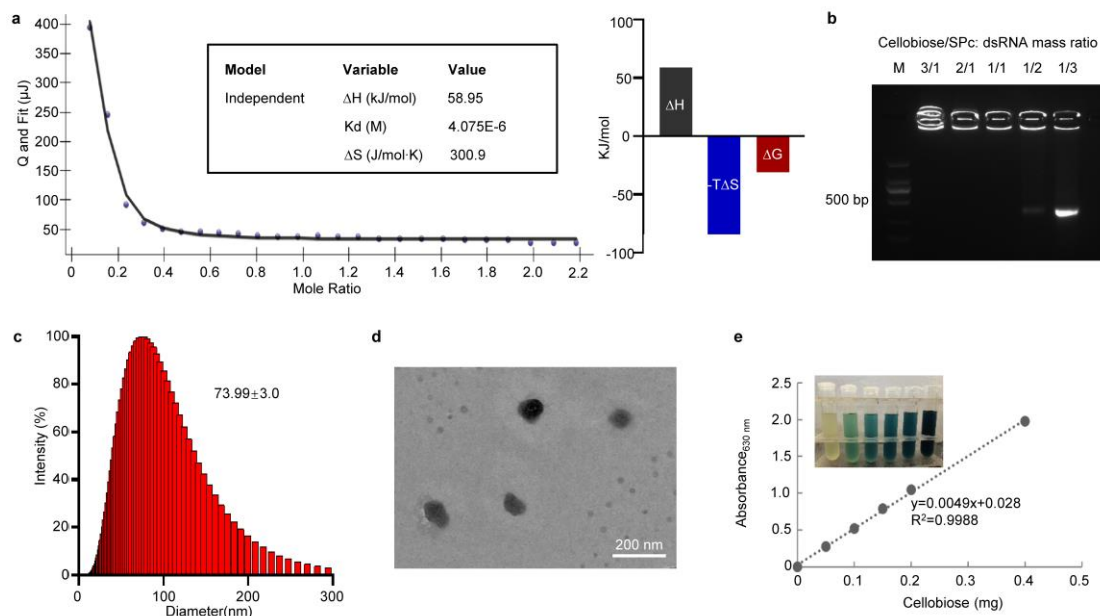 a
Q and Fit (µJ)
400
350
300
250
200
150
100
50
0 0.2 0.4 0.6 0.8 1.0 1.2 1.4 1.6 1.8 2.0 2.2
Mole Ratio
Model Variable Value
Independent ΔH (kJ/mol) 58.95
Kd (M) 4.075E-6
ΔS (J/mol·K) 300.9
KJ/mol
100
50
0
-50
-100
ΔH
-TΔS
ΔG
b
Cellobiose/SPc: dsRNA mass ratio
M 3/1 2/1 1/1 1/2 1/3
500 bp
c
Intensity (%)
100
80
60
40
20
0
0 100 200 300
Diameter(nm)
73.99±3.0
d
200 nm
e
Absorbance630 nm
2.5
2.0
1.5
1.0
0.5
0
0 0.1 0.2 0.3 0.4 0.5
Cellobiose (mg)
y=0.0049x+0.028
R²=0.9988